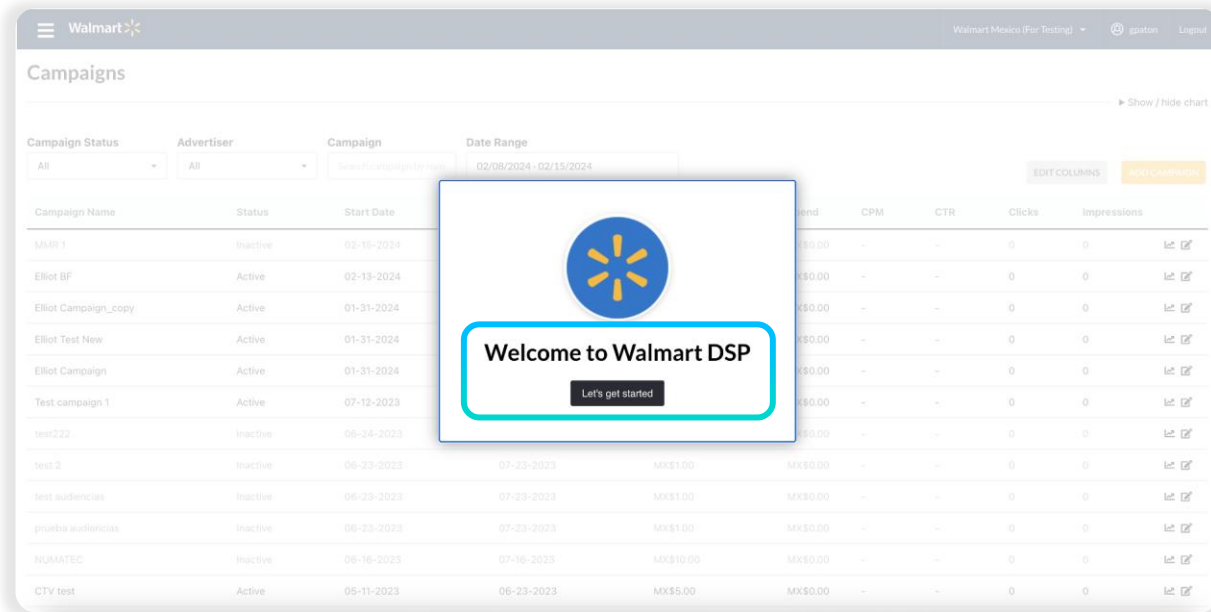 Walmart
Walmart Mexico (For Testing) gpaton Logout
Campaigns
Show / hide chart
Campaign Status Advertiser Campaign Date Range
All All Search campaign by name 02/08/2024 - 02/15/2024
EDIT COLUMNS ADD CAMPAIGN
Campaign Name Status Start Date CPM CTR Clicks Impressions
MMR 1 Inactive 02-15-2024 X$0.00 - - 0 0
Elliot BF Active 02-13-2024 X$0.00 - - 0 0
Elliot Campaign_copy Active 01-31-2024 X$0.00 - - 0 0
Elliot Test New Active 01-31-2024 X$0.00 - - 0 0
Welcome to Walmart DSP
Elliot Campaign Active 01-31-2024 X$0.00 - - 0 0
Let's get started
Test campaign 1 Active 07-12-2023 X$0.00 - - 0 0
test222 Inactive 06-24-2023 X$0.00 - - 0 0
test 2 Inactive 06-23-2023 07-23-2023 MX$1.00 MX$0.00 - - 0 0
test audiencias Inactive 06-23-2023 07-23-2023 MX$1.00 MX$0.00 - - 0 0
prueba audiencias Inactive 06-23-2023 07-23-2023 MX$1.00 MX$0.00 - - 0 0
NUMATEC Inactive 06-16-2023 07-16-2023 MX$10.00 MX$0.00 - - 0 0
CTV test Active 05-11-2023 06-23-2023 MX$5.00 MX$0.00 - - 0 0